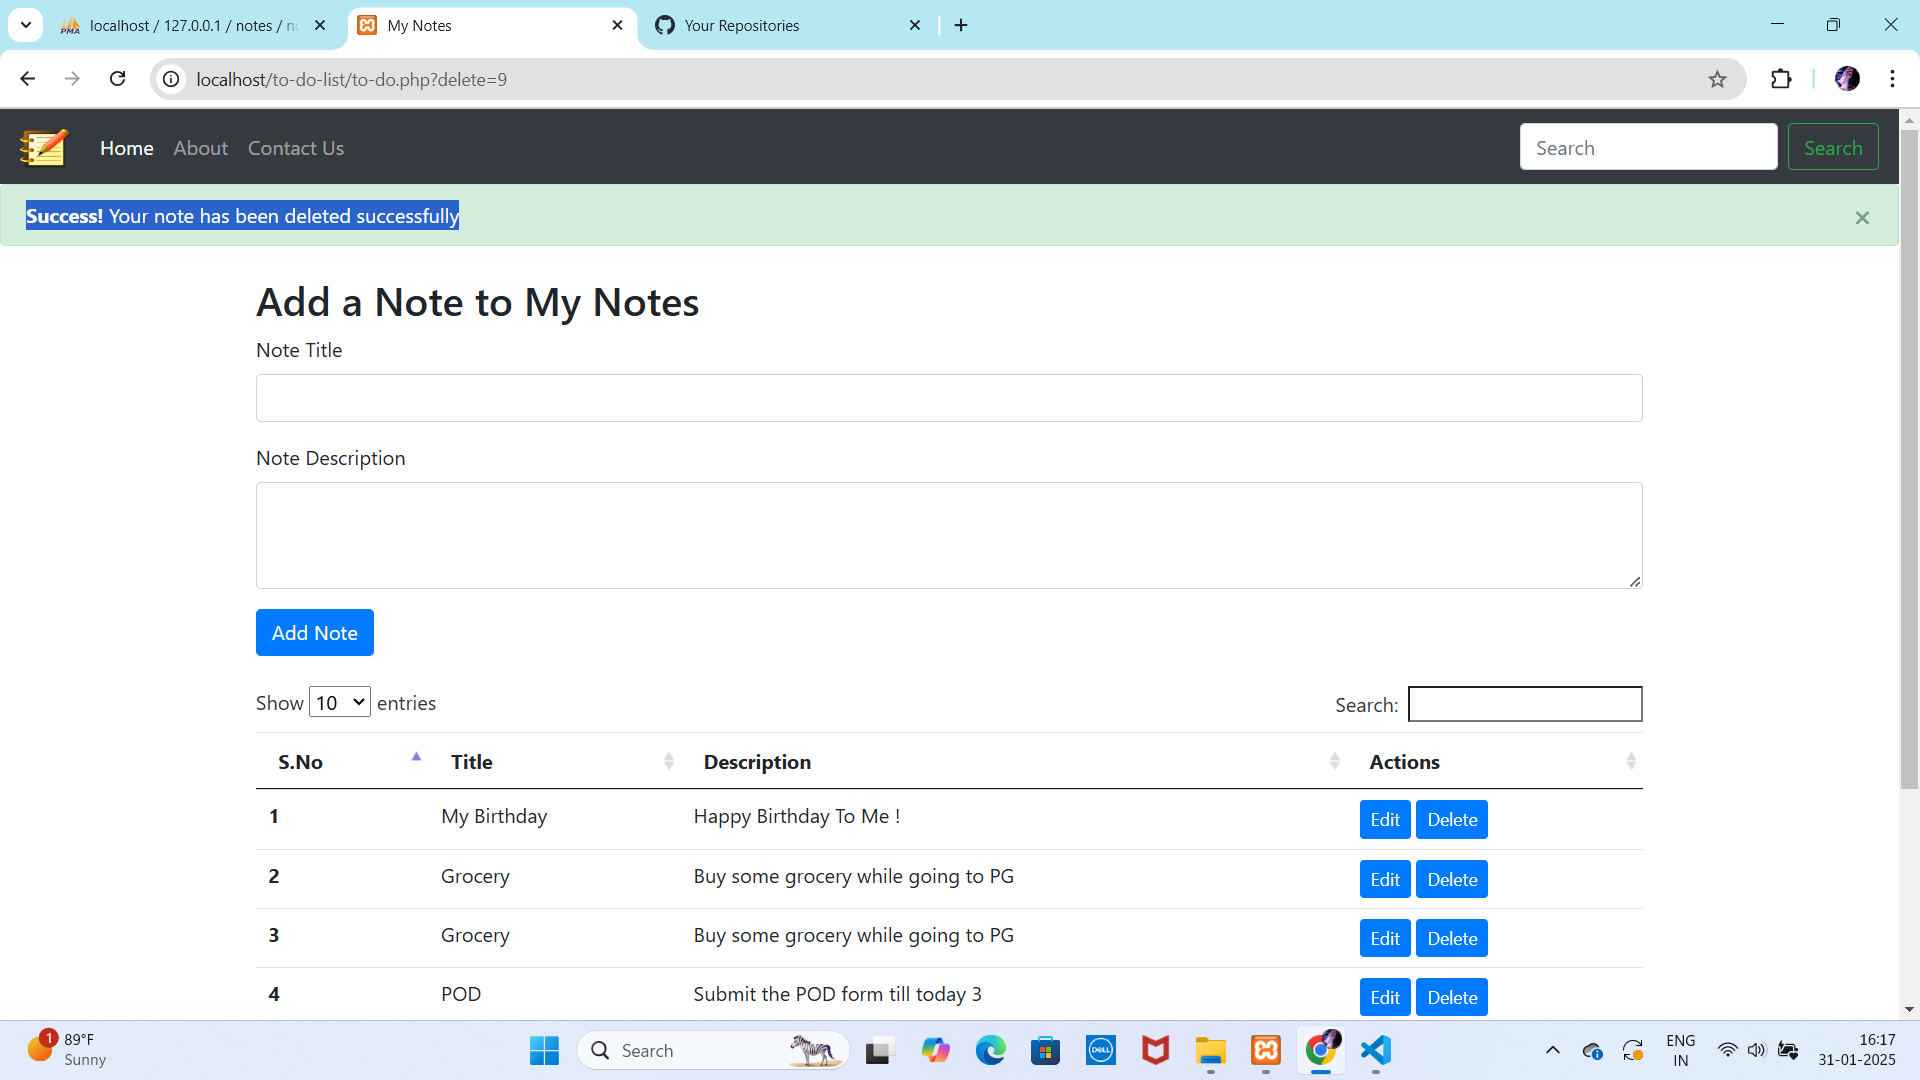 localhost / 127.0.0.1 / notes / no
My Notes
Your Repositories
localhost/to-do-list/to-do.php?delete=9
Home About Contact Us Search Search
Success! Your note has been deleted successfully ×
Add a Note to My Notes
Note Title
Note Description
Add Note
Show 10 entries Search:
S.No Title Description Actions
1 My Birthday Happy Birthday To Me ! Edit Delete
2 Grocery Buy some grocery while going to PG Edit Delete
3 Grocery Buy some grocery while going to PG Edit Delete
4 POD Submit the POD form till today 3 Edit Delete
1 89°F
Sunny
Search
DELL
ENG
IN
16:17
31-01-2025